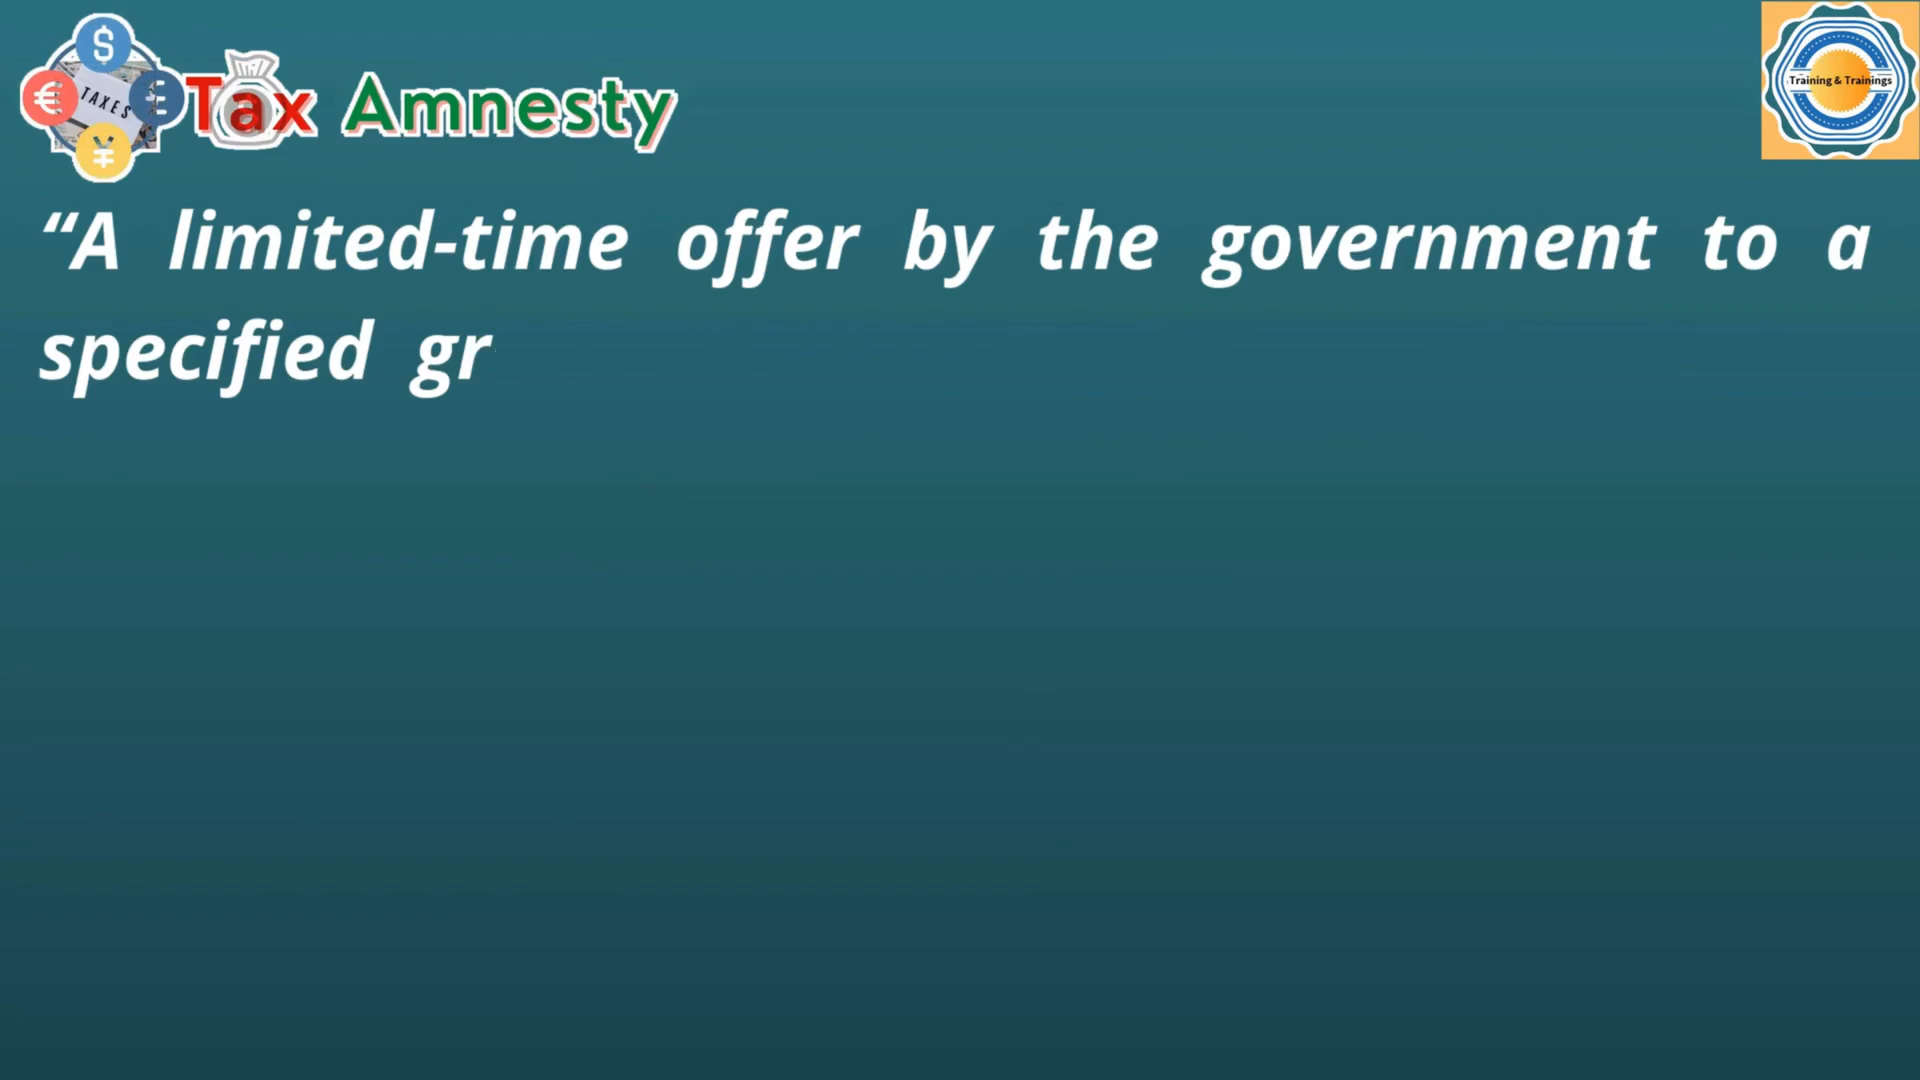 TAXES
Tax Amnesty
Training & Trainings
“A limited-time offer by the government to a
specified gr